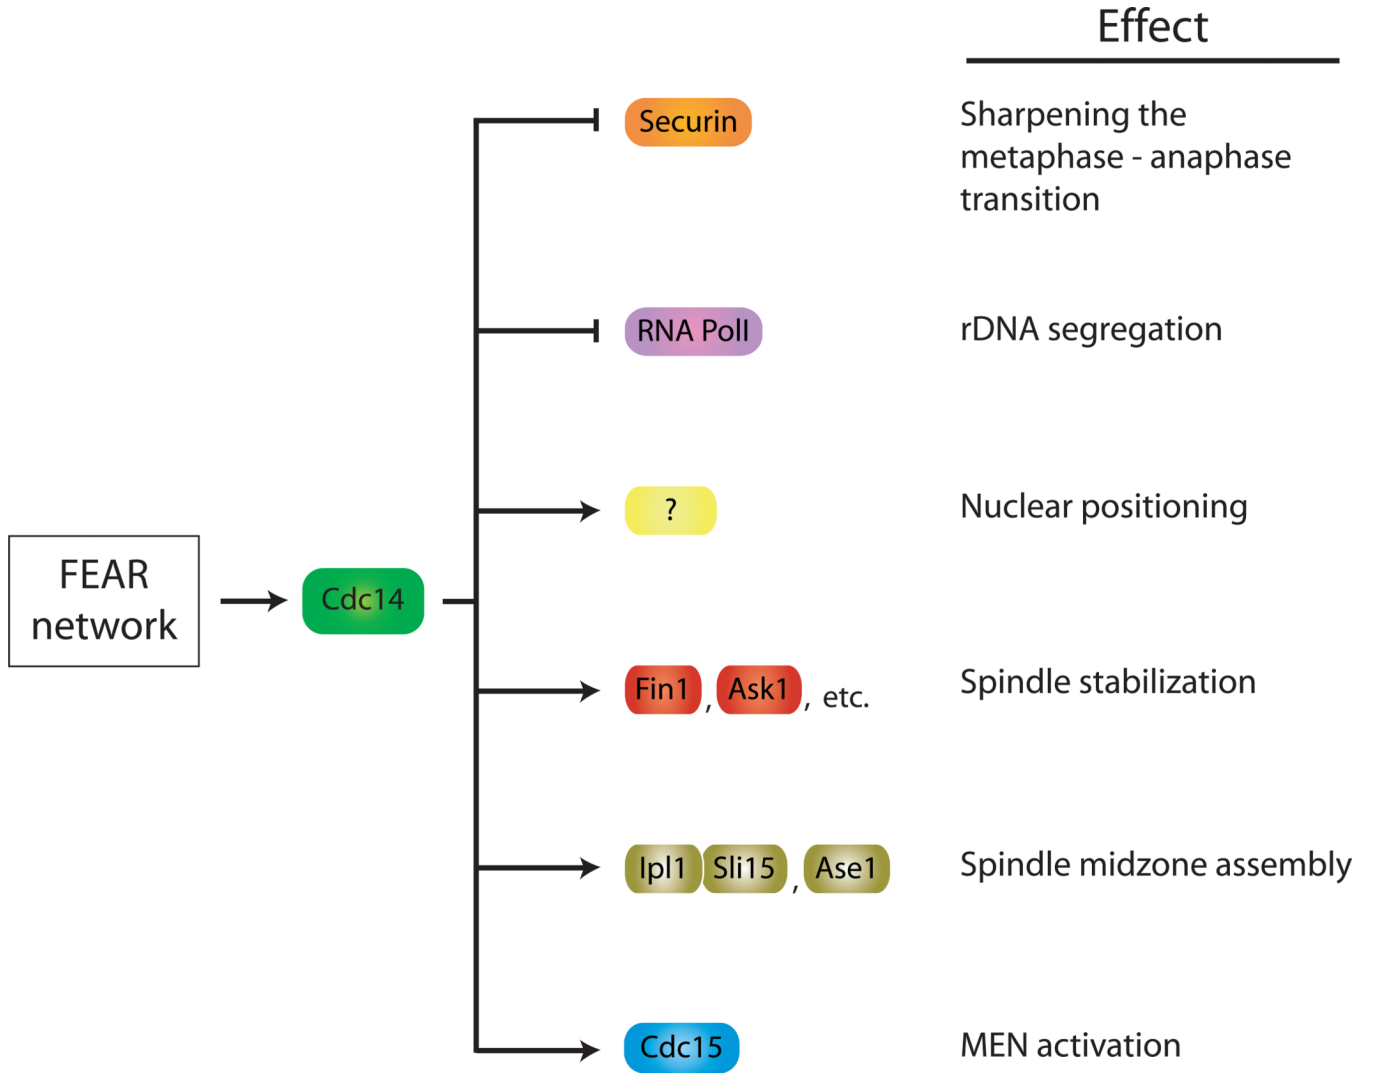 Effect
Securin
Sharpening the
metaphase - anaphase
transition
RNA PolI
rDNA segregation
?
Nuclear positioning
FEAR
network
Cdc14
Fin1, Ask1, etc.
Spindle stabilization
Ipl1 Sli15, Ase1
Spindle midzone assembly
Cdc15
MEN activation